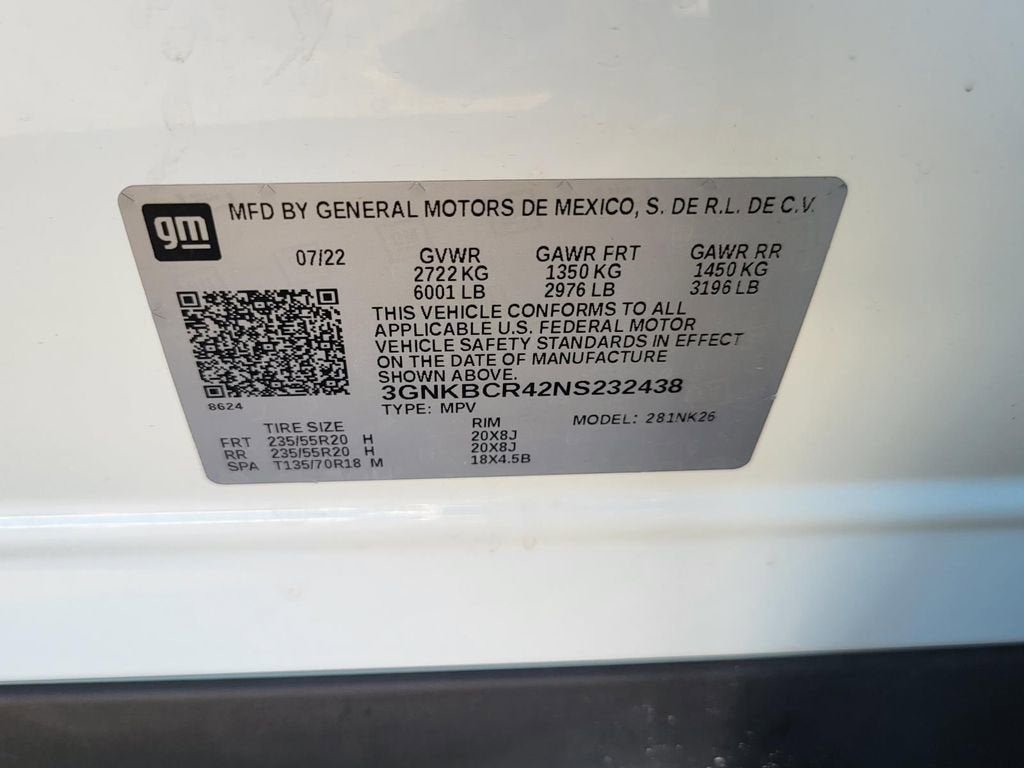 gm
MFD BY GENERAL MOTORS DE MEXICO, S. DE R.L. DE C.V.
07/22 GVWR GAWR FRT GAWR RR
2722 KG 1350 KG 1450 KG
6001 LB 2976 LB 3196 LB
THIS VEHICLE CONFORMS TO ALL
APPLICABLE U.S. FEDERAL MOTOR
VEHICLE SAFETY STANDARDS IN EFFECT
ON THE DATE OF MANUFACTURE
SHOWN ABOVE.
3GNKBCR42NS232438
8624
TYPE: MPV MODEL: 281NK26
TIRE SIZE RIM
FRT 235/55R20 H 20X8J
RR 235/55R20 H 20X8J
SPA T135/70R18 M 18X4.5B